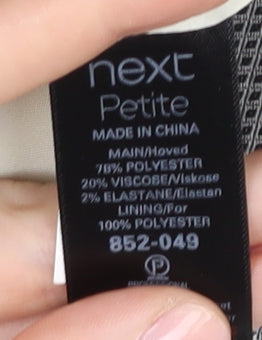 next
Petite
MADE IN CHINA
MAIN/Hoved
78% POLYESTER
20% VISCOSE/Viskose
2% ELASTANE/Elastan
LINING/For
100% POLYESTER
852-049
P
PROFESSIONAL